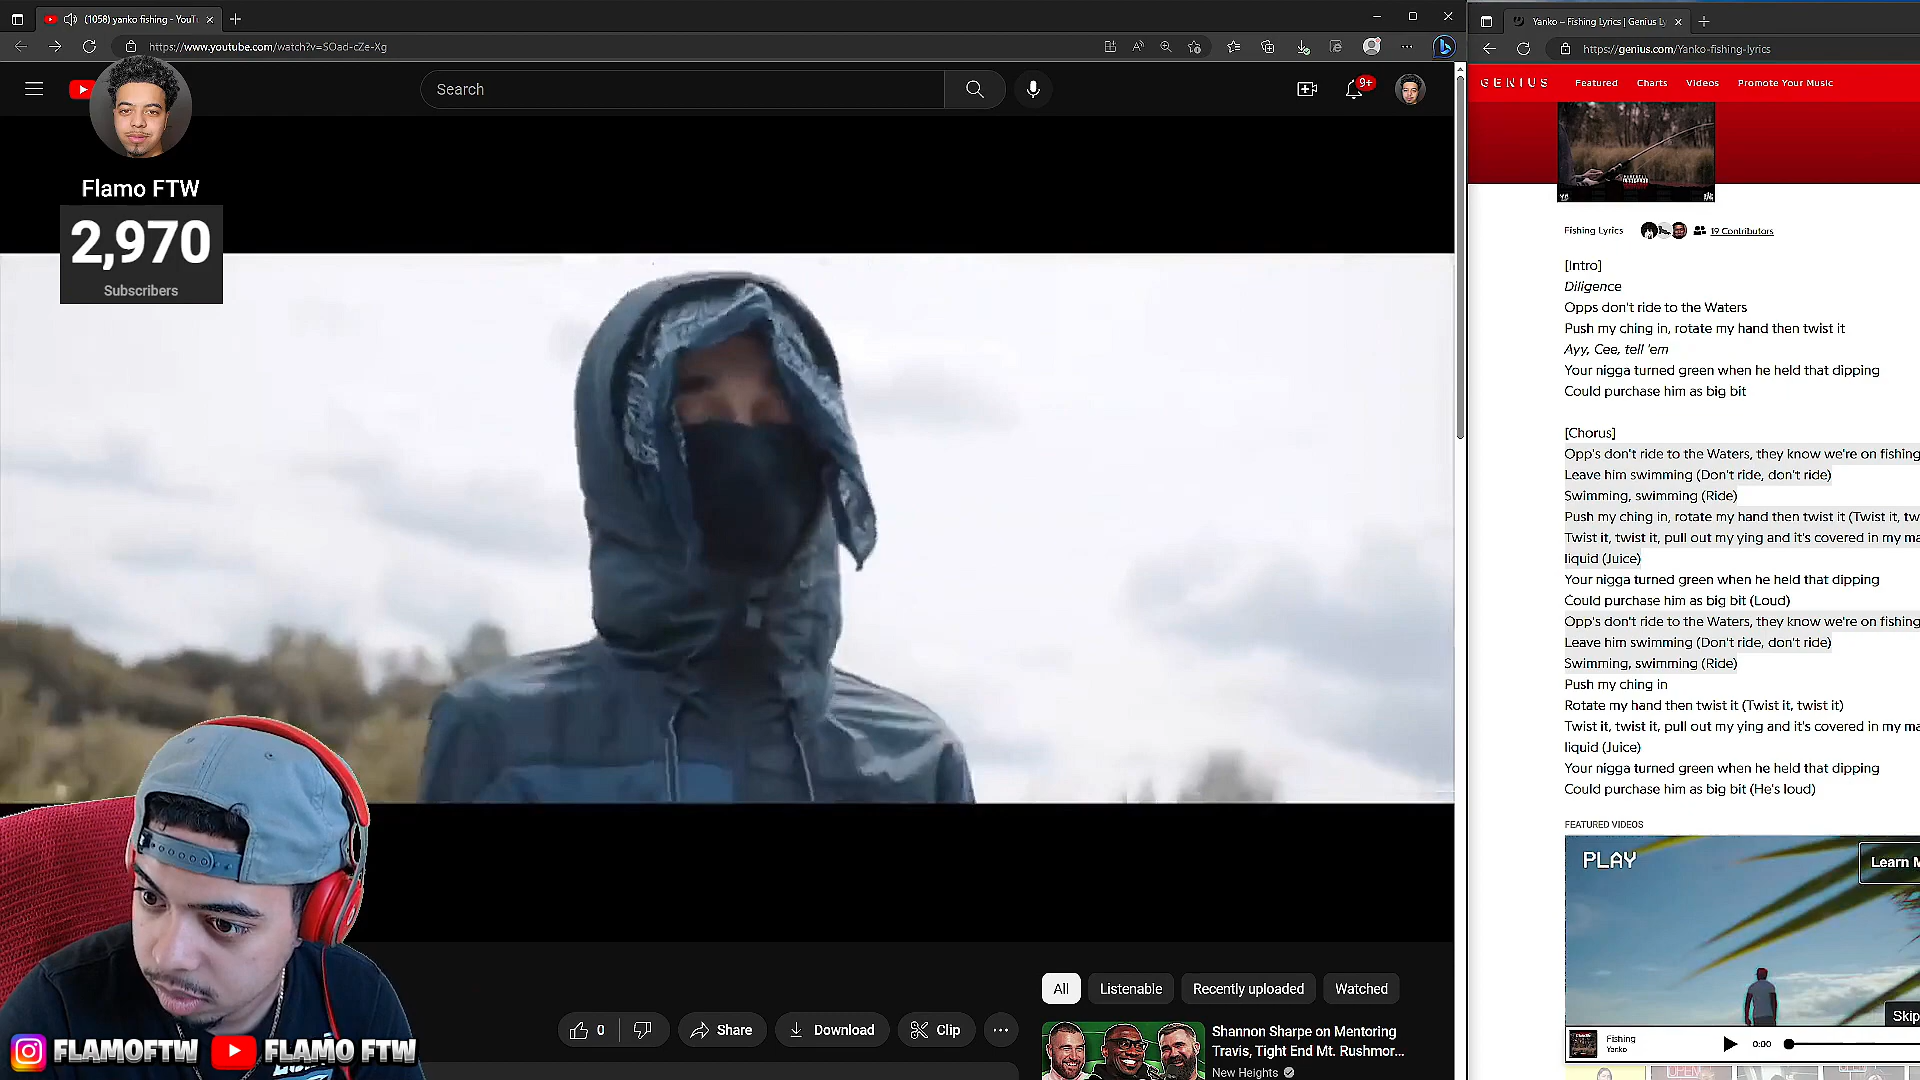 (1058) yanko fishing - YouTu
https://www.youtube.com/watch?v=SOad-cZe-Xg
Search
9+
Flamo FTW
2,970
Subscribers
0
Share
Download
Clip
All
Listenable
Recently uploaded
Watched
Shannon Sharpe on Mentoring
Travis, Tight End Mt. Rushmor...
New Heights
FLAMOFTW
FLAMO FTW
Yanko – Fishing Lyrics | Genius Ly
https://genius.com/Yanko-fishing-lyrics
GENIUS
Featured
Charts
Videos
Promote Your Music
Fishing Lyrics
19 Contributors
[Intro]
Diligence
Opps don't ride to the Waters
Push my ching in, rotate my hand then twist it
Ayy, Cee, tell 'em
Your nigga turned green when he held that dipping
Could purchase him as big bit
[Chorus]
Opp's don't ride to the Waters, they know we're on fishing
Leave him swimming (Don't ride, don't ride)
Swimming, swimming (Ride)
Push my ching in, rotate my hand then twist it (Twist it, tw
Twist it, twist it, pull out my ying and it's covered in my ma
liquid (Juice)
Your nigga turned green when he held that dipping
Could purchase him as big bit (Loud)
Opp's don't ride to the Waters, they know we're on fishing
Leave him swimming (Don't ride, don't ride)
Swimming, swimming (Ride)
Push my ching in
Rotate my hand then twist it (Twist it, twist it)
Twist it, twist it, pull out my ying and it's covered in my ma
liquid (Juice)
Your nigga turned green when he held that dipping
Could purchase him as big bit (He's loud)
FEATURED VIDEOS
PLAY
Learn M
Skip
Fishing
Yanko
0:00
OPEN